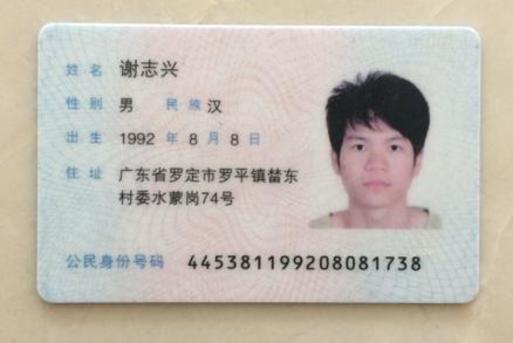 姓名 谢志兴
性别 男 民族 汉
出生 1992 年 8 月 8 日
住址 广东省罗定市罗平镇榃东
村委水蒙岗74号
公民身份号码 445381199208081738